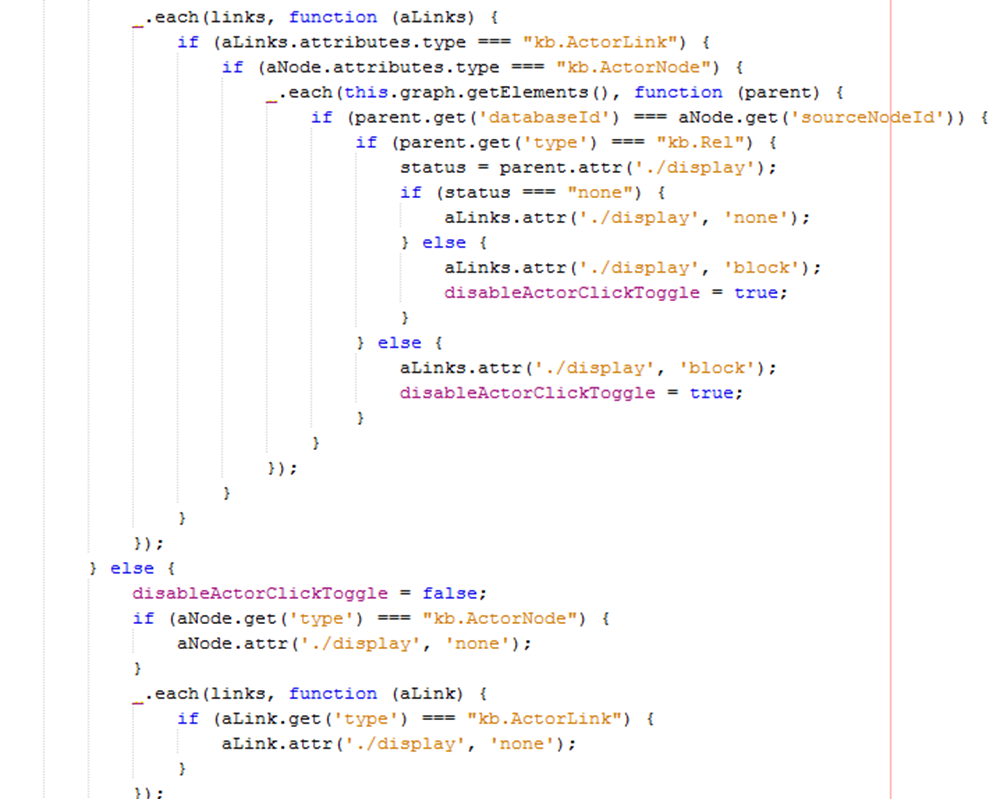 _.each(links, function (aLinks) {
if (aLinks.attributes.type === "kb.ActorLink") {
if (aNode.attributes.type === "kb.ActorNode") {
_.each(this.graph.getElements(), function (parent) {
if (parent.get('databaseId') === aNode.get('sourceNodeId')) {
if (parent.get('type') === "kb.Rel") {
status = parent.attr('./display');
if (status === "none") {
aLinks.attr('./display', 'none');
} else {
aLinks.attr('./display', 'block');
disableActorClickToggle = true;
}
} else {
aLinks.attr('./display', 'block');
disableActorClickToggle = true;
}
}
});
}
}
});
} else {
disableActorClickToggle = false;
if (aNode.get('type') === "kb.ActorNode") {
aNode.attr('./display', 'none');
}
_.each(links, function (aLink) {
if (aLink.get('type') === "kb.ActorLink") {
aLink.attr('./display', 'none');
}
});